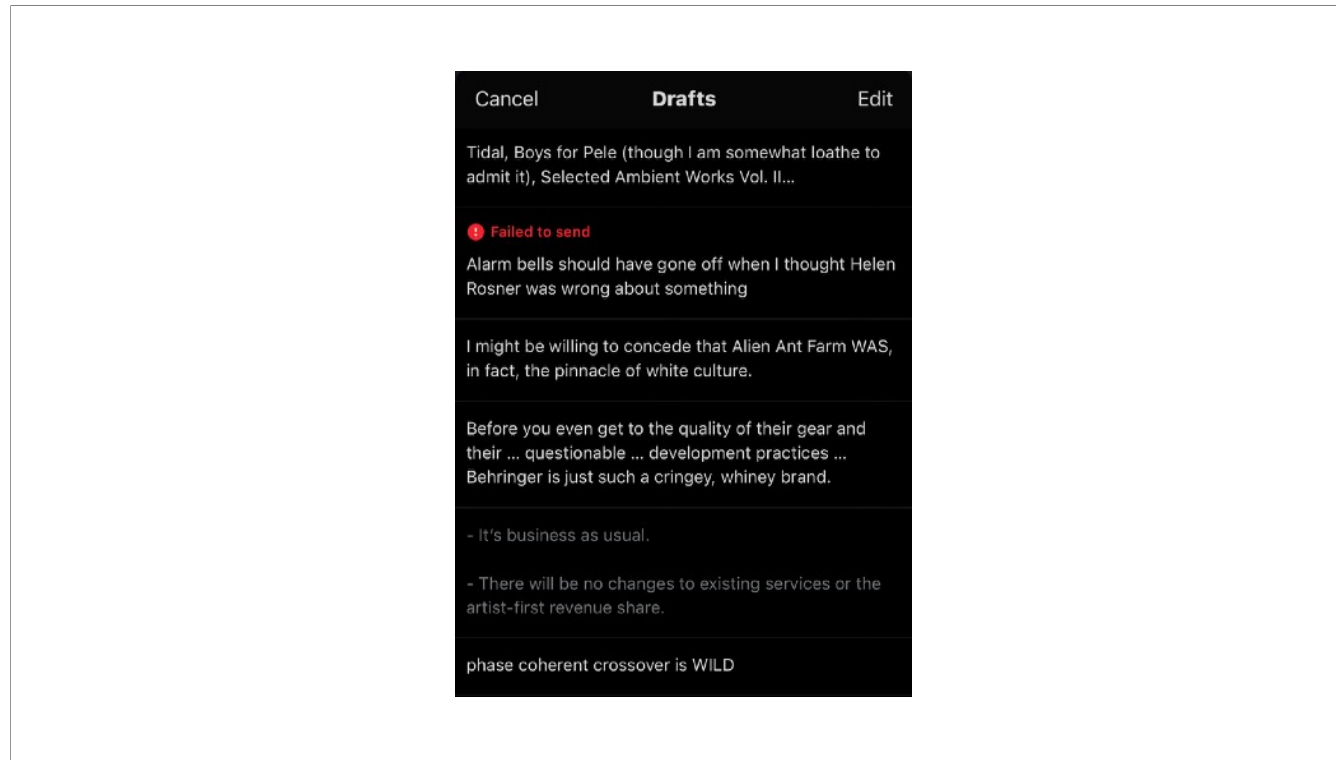 Cancel
Drafts
Edit
Tidal, Boys for Pele (though I am somewhat loathe to
admit it), Selected Ambient Works Vol. II...
Failed to send
Alarm bells should have gone off when I thought Helen
Rosner was wrong about something
I might be willing to concede that Alien Ant Farm WAS,
in fact, the pinnacle of white culture.
Before you even get to the quality of their gear and
their ... questionable ... development practices ...
Behringer is just such a cringey, whiney brand.
- It's business as usual.
- There will be no changes to existing services or the
artist-first revenue share.
phase coherent crossover is WILD